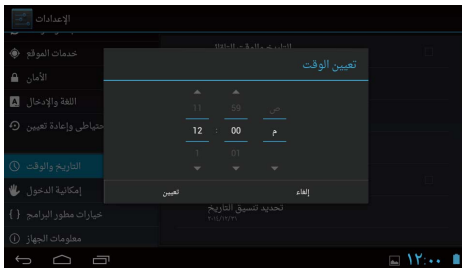 الإعدادات
خدمات الموقع
الأمان
اللغة والإدخال
حتياطي وإعادة تعيين
التاريخ والوقت
إمكانية الدخول
خيارات مطور البرامج
معلومات الجهاز
تعيين الوقت
11 59 ص
12 : 00 م
1 01
تعيين
إلغاء
تحديد تنسيق التاريخ
١٢:٠٠